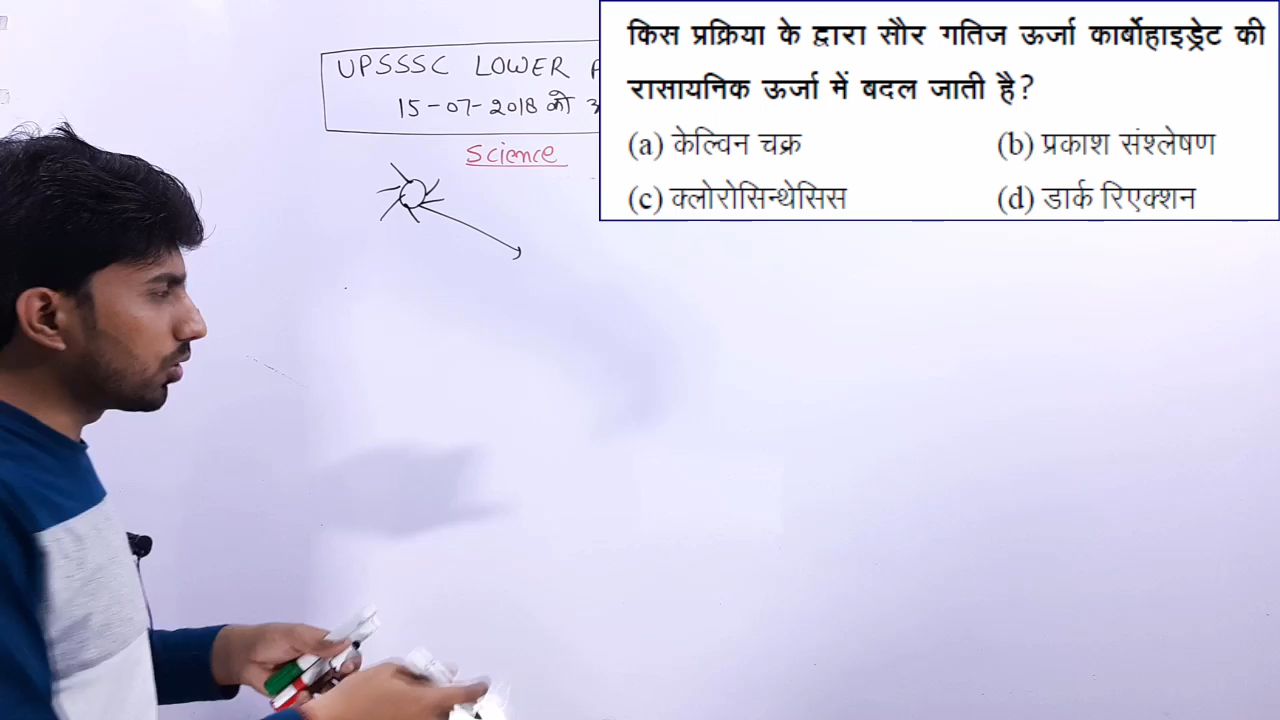 UPSSSC LOWER
15-07-2018 को
Science
किस प्रक्रिया के द्वारा सौर गतिज ऊर्जा कार्बोहाइड्रेट की
रासायनिक ऊर्जा में बदल जाती है?
(a) केल्विन चक्र (b) प्रकाश संश्लेषण
(c) क्लोरोसिन्थेसिस (d) डार्क रिएक्शन